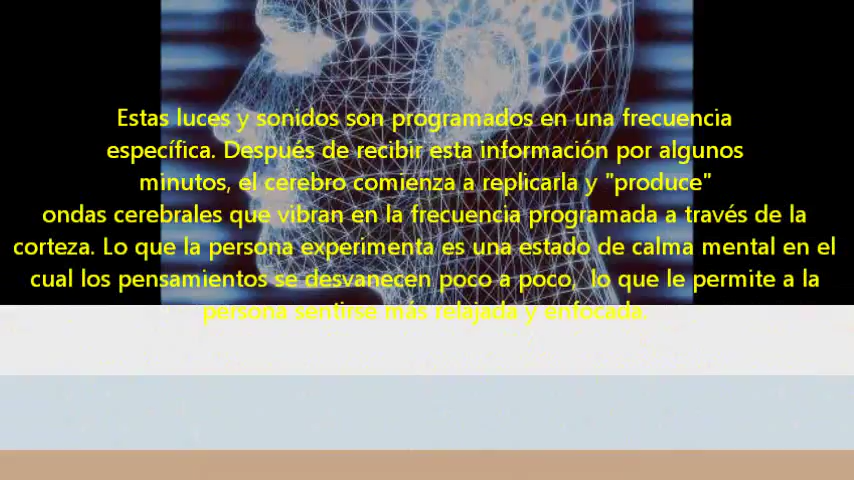 Estas luces y sonidos son programados en una frecuencia
específica. Después de recibir esta información por algunos
minutos, el cerebro comienza a replicarla y "produce"
ondas cerebrales que vibran en la frecuencia programada a través de la
corteza. Lo que la persona experimenta es una estado de calma mental en el
cual los pensamientos se desvanecen poco a poco,  lo que le permite a la
persona sentirse más relajada y enfocada.